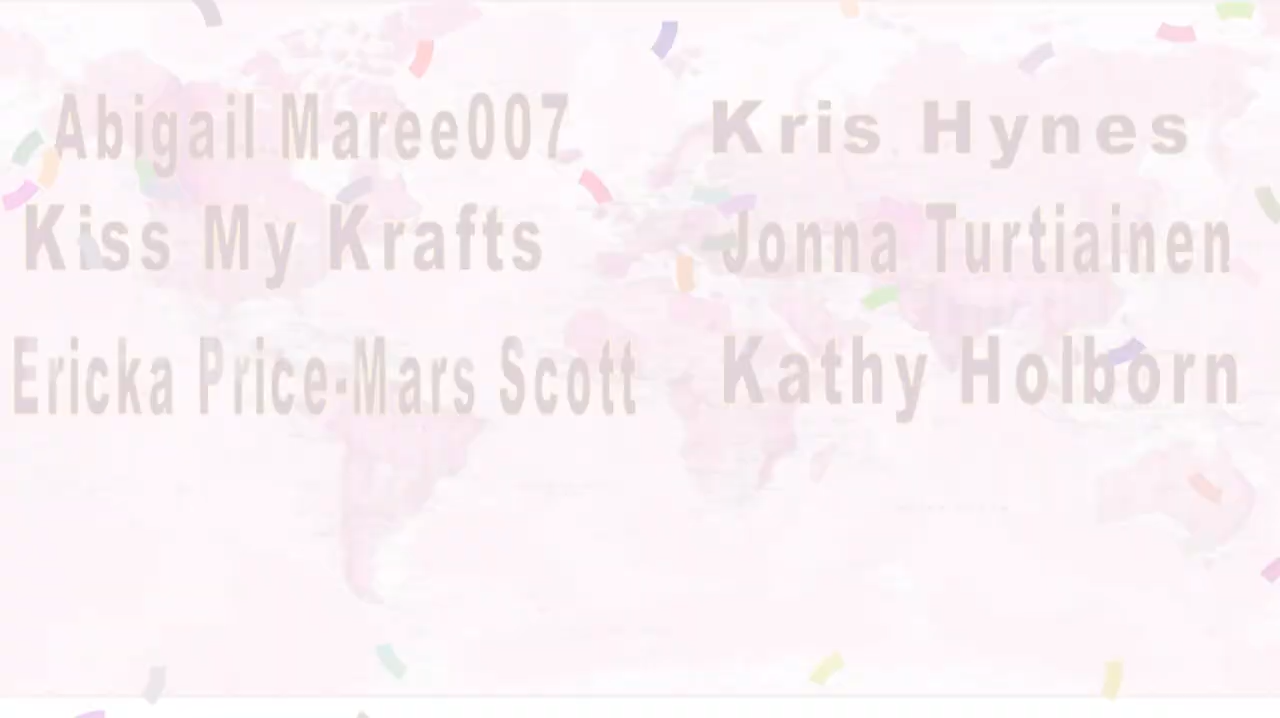 Abigail Maree007
Kris Hynes
Kiss My Krafts
Jonna Turtiainen
Ericka Price-Mars Scott
Kathy Holborn